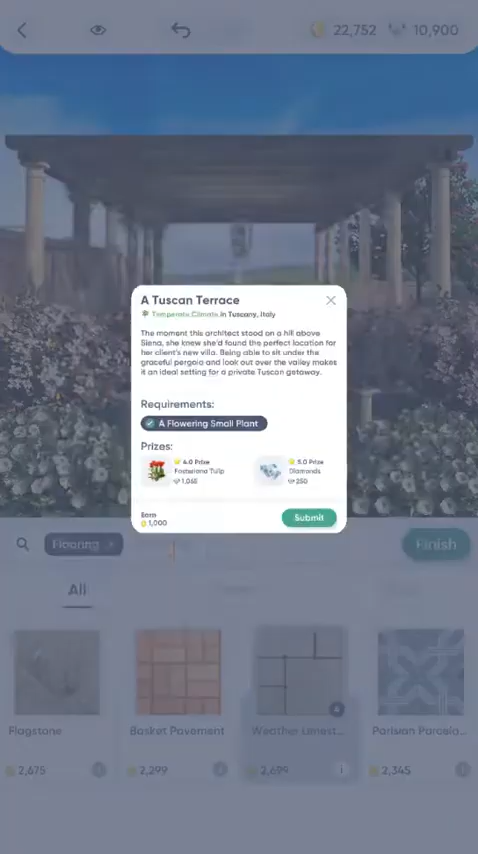 22,752
10,900
A Tuscan Terrace
Temperate Climate in Tuscany, Italy
The moment this architect stood on a hill above
Siena, she knew she'd found the perfect location for
her client's new villa. Being able to sit under the
graceful pergola and look out over the valley makes
it an ideal setting for a private Tuscan getaway.
Requirements:
A Flowering Small Plant
Prizes:
4.0 Prize
Fosteriana Tulip
1,065
5.0 Prize
Diamonds
250
Earn
1,000
Submit
Flooring ×
Finish
All
Flagstone
Basket Pavement
Weather Limest...
Parisian Parcela...
2,675
2,299
2,699
i
2,345